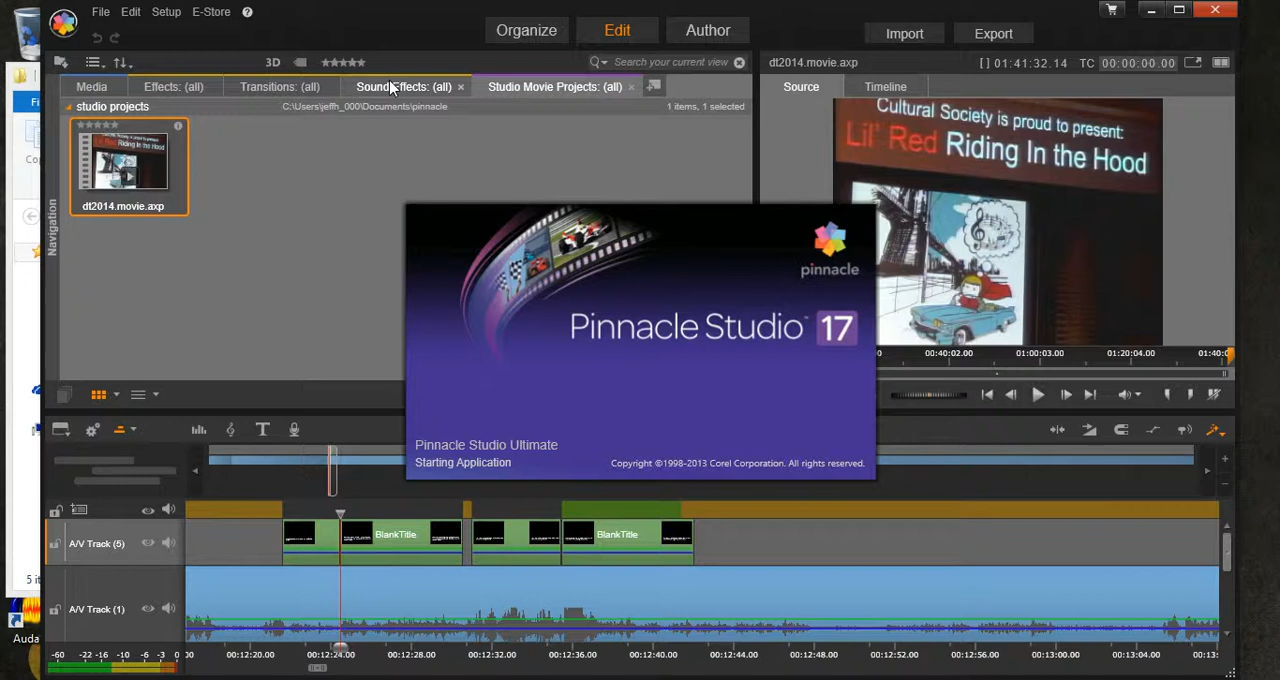 File Edit Setup E-Store ?
Organize Edit Author Import Export
3D Search your current view dt2014.movie.axp [ ] 01:41:32.14 TC 00:00:00.00
Media Effects: (all) Transitions: (all) Sound Effects: (all) × Studio Movie Projects: (all) × Source Timeline
studio projects C:\Users\jeffh_000\Documents\pinnacle 1 items, 1 selected
dt2014.movie.axp
Cultural Society is proud to present:
Lil' Red Riding In the Hood
Navigation
pinnacle
Pinnacle Studio 17
Pinnacle Studio Ultimate
Starting Application Copyright ©1998-2013 Corel Corporation. All rights reserved.
00:40:02.00 01:00:03.00 01:20:04.00
A/V Track (5) BlankTitle BlankTitle
A/V Track (1)
-60 -22 -16 -10 -6 -3 0 00:12:20.00 00:12:24.00 00:12:28.00 00:12:32.00 00:12:36.00 00:12:40.00 00:12:44.00 00:12:48.00 00:12:52.00 00:12:56.00 00:13:00.00 00:13:04.00